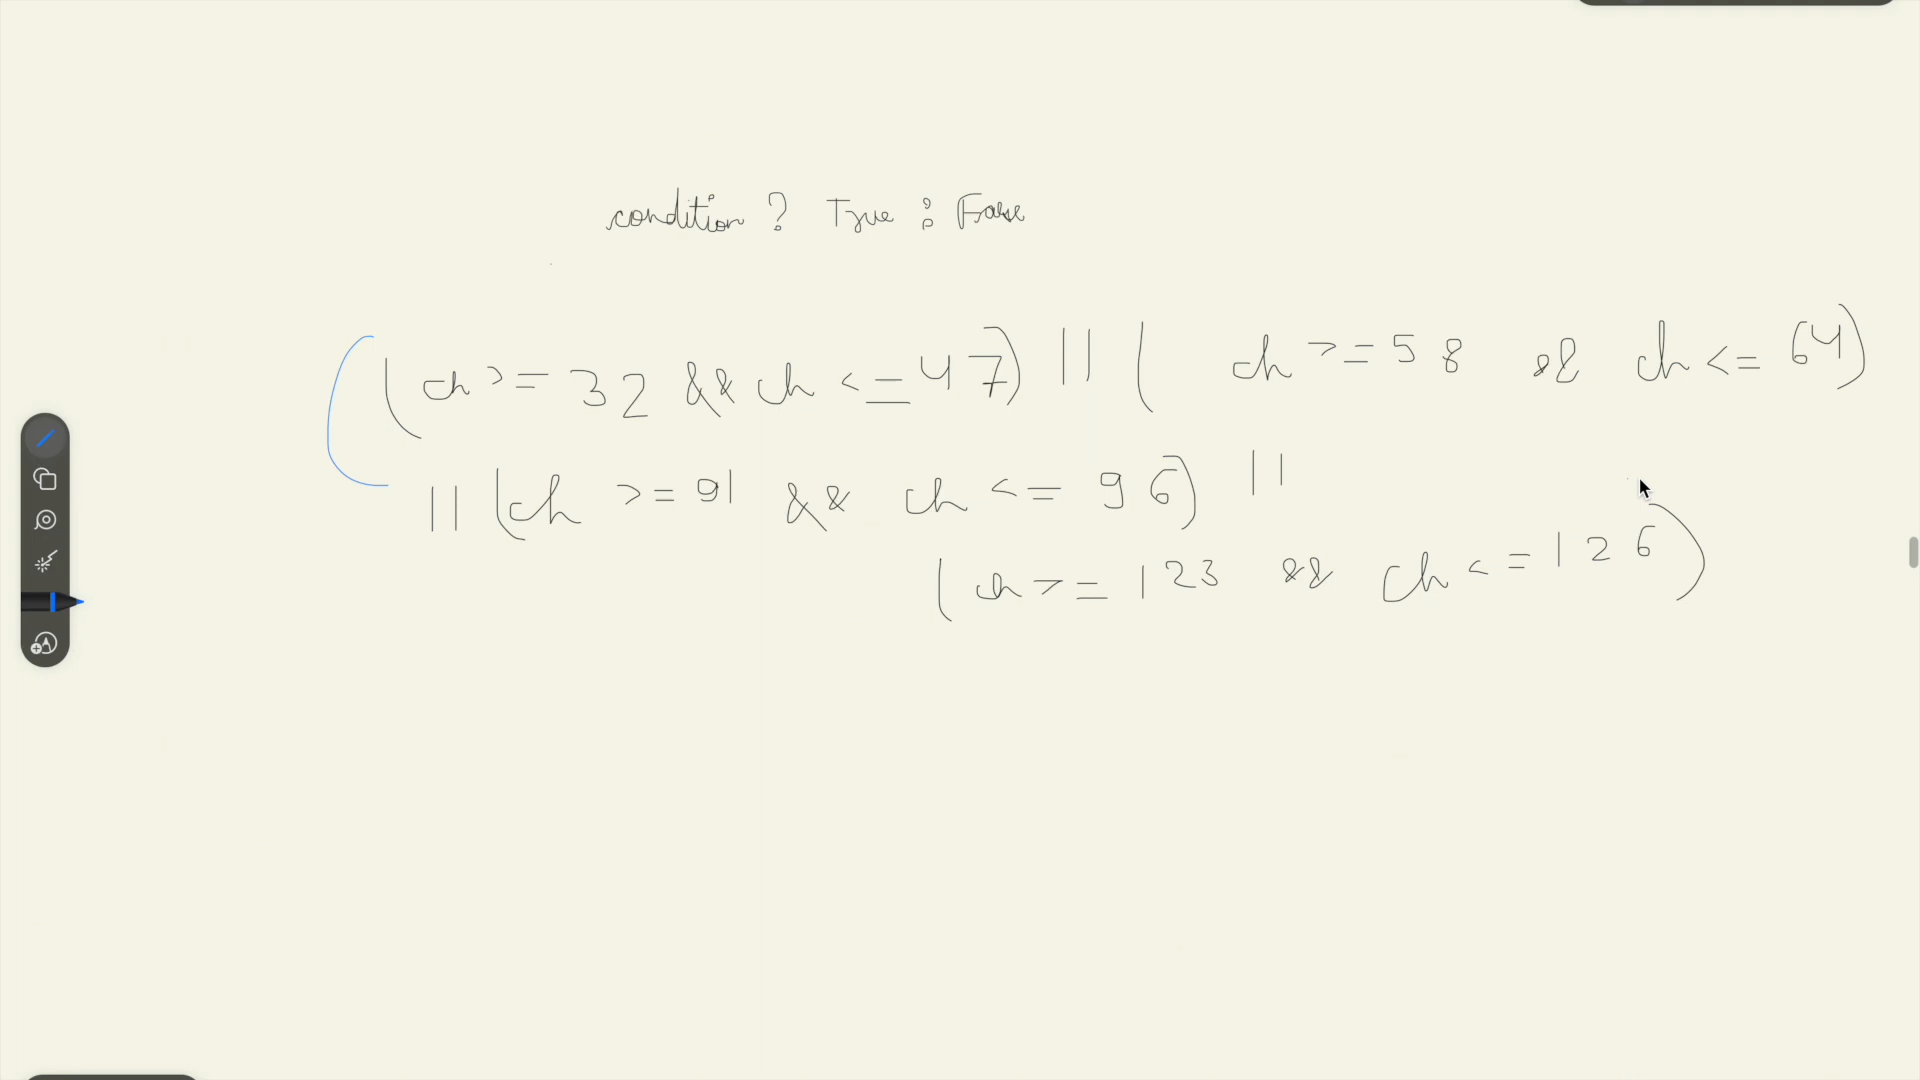 condition ? True : False
((ch >= 32 && ch <= 47) || ( ch >= 58 && ch <= 64)
|| (ch >= 91 && ch <= 96) ||
(ch >= 123 && ch <= 126)